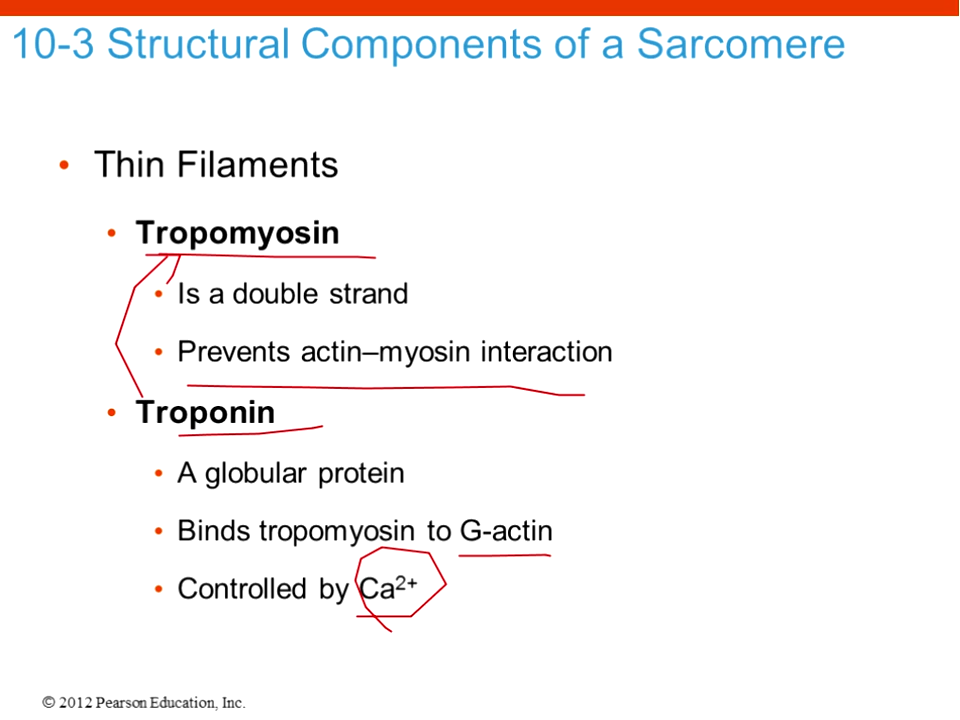 10-3 Structural Components of a Sarcomere
• Thin Filaments
• Tropomyosin
• Is a double strand
• Prevents actin–myosin interaction
• Troponin
• A globular protein
• Binds tropomyosin to G-actin
• Controlled by Ca²⁺
© 2012 Pearson Education, Inc.